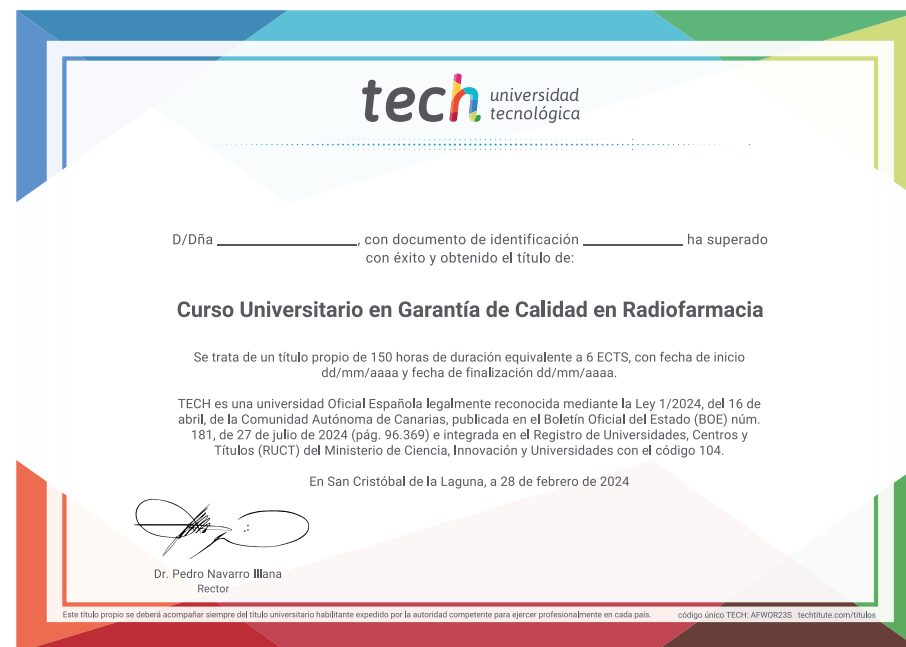 tech universidad
tecnológica
D/Dña ____________________, con documento de identificación ______________ ha superado
con éxito y obtenido el título de:
Curso Universitario en Garantía de Calidad en Radiofarmacia
Se trata de un título propio de 150 horas de duración equivalente a 6 ECTS, con fecha de inicio
dd/mm/aaaa y fecha de finalización dd/mm/aaaa.
TECH es una universidad Oficial Española legalmente reconocida mediante la Ley 1/2024, del 16 de
abril, de la Comunidad Autónoma de Canarias, publicada en el Boletín Oficial del Estado (BOE) núm.
181, de 27 de julio de 2024 (pág. 96.369) e integrada en el Registro de Universidades, Centros y
Títulos (RUCT) del Ministerio de Ciencia, Innovación y Universidades con el código 104.
En San Cristóbal de la Laguna, a 28 de febrero de 2024
Dr. Pedro Navarro Illana
Rector
Este título propio se deberá acompañar siempre del título universitario habilitante expedido por la autoridad competente para ejercer profesionalmente en cada país. código único TECH: AFWOR23S techtitute.com/titulos